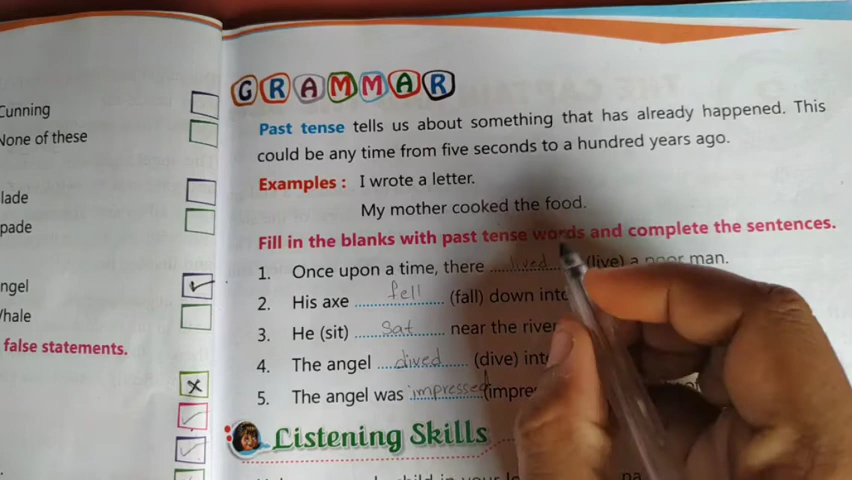 Cunning
None of these
lade
pade
ngel
hale
false statements.
GRAMMAR
Past tense tells us about something that has already happened. This
could be any time from five seconds to a hundred years ago.
Examples : I wrote a letter.
My mother cooked the food.
Fill in the blanks with past tense words and complete the sentences.
1. Once upon a time, there lived (live) a poor man.
2. His axe fell (fall) down into
3. He (sit) sat near the river
4. The angel dived (dive) into
5. The angel was impressed (impre
Listening Skills